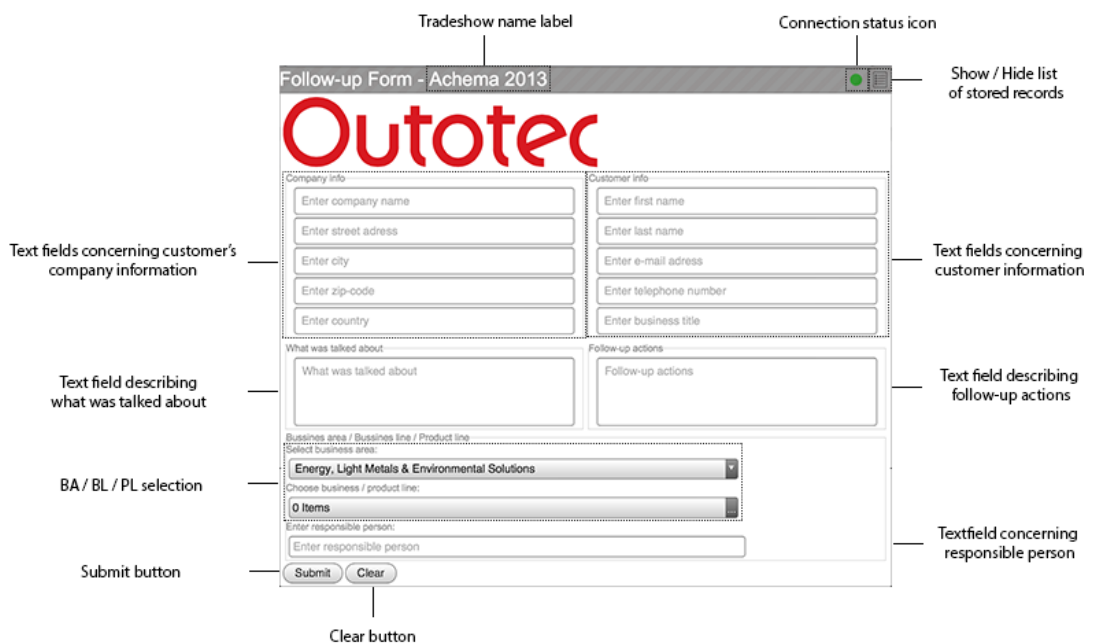 Tradeshow name label
Connection status icon
Follow-up Form - Achema 2013
Show / Hide list
of stored records
Outotec
Company info
Customer info
Enter company name
Enter first name
Enter street adress
Enter last name
Text fields concerning customer's
company information
Enter city
Enter e-mail adress
Text fields concerning
customer information
Enter zip-code
Enter telephone number
Enter country
Enter business title
What was talked about
Follow-up actions
What was talked about
Follow-up actions
Text field describing
what was talked about
Text field describing
follow-up actions
Bussines area / Bussines line / Product line
Select business area:
Energy, Light Metals & Environmental Solutions
BA / BL / PL selection
Choose business / product line:
0 Items
...
Enter responsible person:
Enter responsible person
Textfield concerning
responsible person
Submit button
Submit
Clear
Clear button